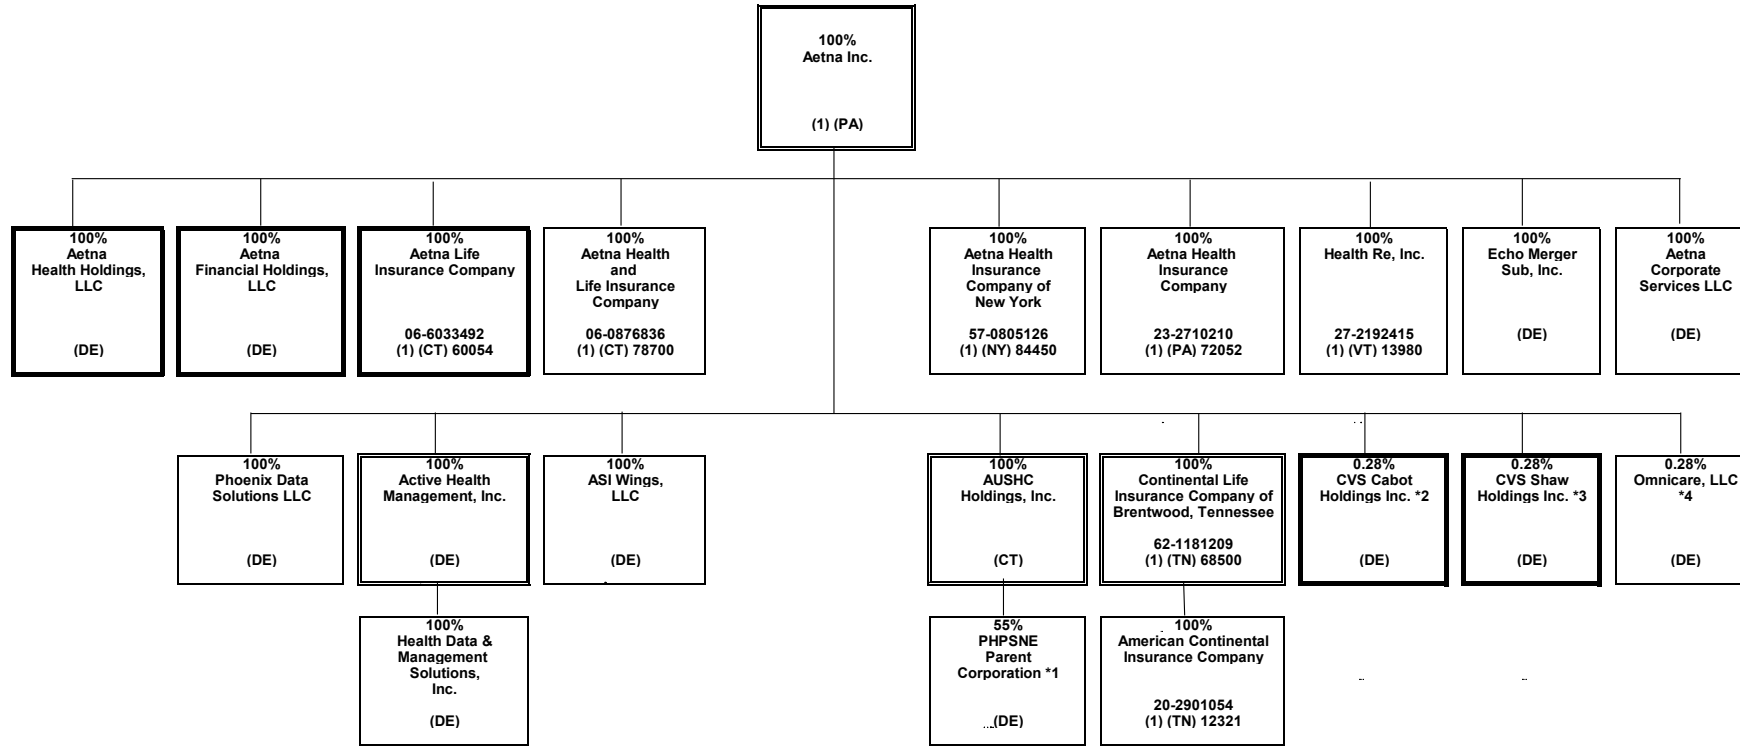 100%
Aetna Inc.
(1) (PA)
100%
Aetna
Health Holdings,
LLC
(DE)
100%
Aetna
Financial Holdings,
LLC
(DE)
100%
Aetna Life
Insurance Company
06-6033492
(1) (CT) 60054
100%
Aetna Health
and
Life Insurance
Company
06-0876836
(1) (CT) 78700
100%
Aetna Health
Insurance
Company of
New York
57-0805126
(1) (NY) 84450
100%
Aetna Health
Insurance
Company
23-2710210
(1) (PA) 72052
100%
Health Re, Inc.
27-2192415
(1) (VT) 13980
100%
Echo Merger
Sub, Inc.
(DE)
100%
Aetna
Corporate
Services LLC
(DE)
100%
Phoenix Data
Solutions LLC
(DE)
100%
Active Health
Management, Inc.
(DE)
100%
ASI Wings,
LLC
(DE)
100%
AUSHC
Holdings, Inc.
(CT)
100%
Continental Life
Insurance Company of
Brentwood, Tennessee
62-1181209
(1) (TN) 68500
0.28%
CVS Cabot
Holdings Inc. *2
(DE)
0.28%
CVS Shaw
Holdings Inc. *3
(DE)
0.28%
Omnicare, LLC
*4
(DE)
100%
Health Data &
Management
Solutions,
Inc.
(DE)
55%
PHPSNE
Parent
Corporation *1
(DE)
100%
American Continental
Insurance Company
20-2901054
(1) (TN) 12321